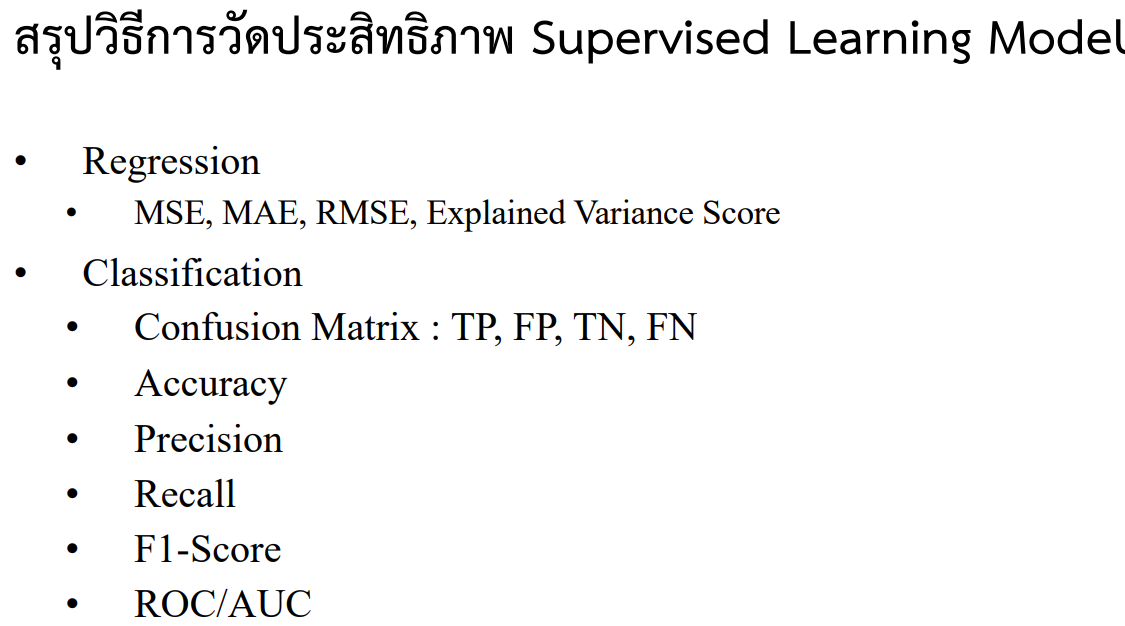 สรุปวิธีการวัดประสิทธิภาพ Supervised Learning Model
• Regression
• MSE, MAE, RMSE, Explained Variance Score
• Classification
• Confusion Matrix : TP, FP, TN, FN
• Accuracy
• Precision
• Recall
• F1-Score
• ROC/AUC